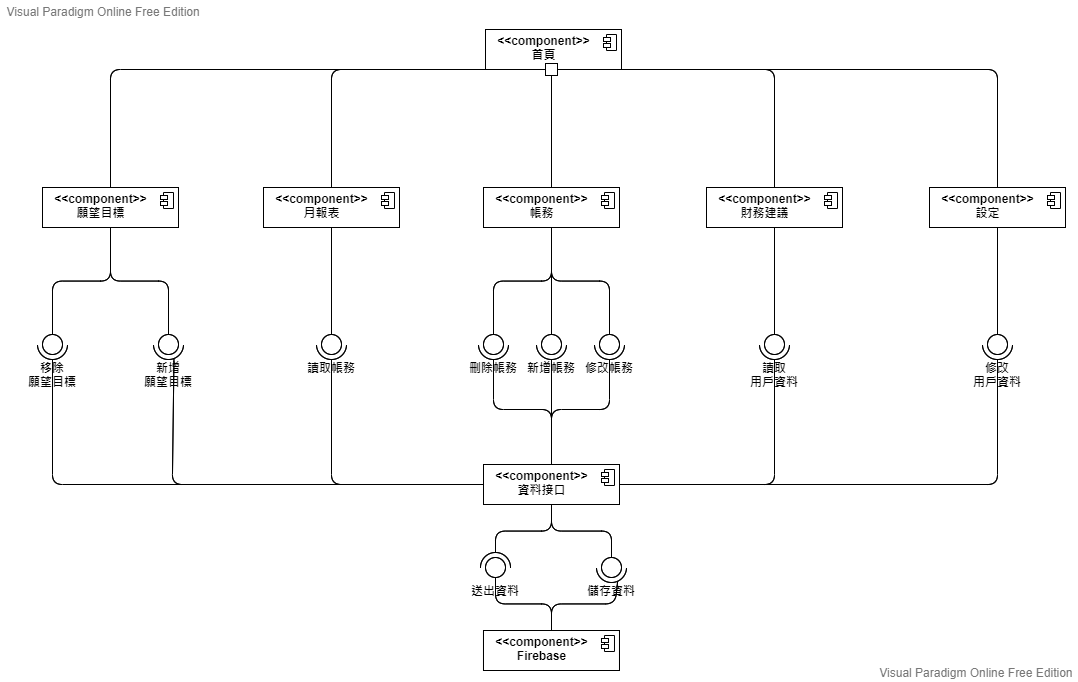 Visual Paradigm Online Free Edition
<<component>>
首頁
<<component>>
願望目標
<<component>>
月報表
<<component>>
帳務
<<component>>
財務建議
<<component>>
設定
移除
願望目標
新增
願望目標
讀取帳務
刪除帳務
新增帳務
修改帳務
讀取
用戶資料
修改
用戶資料
<<component>>
資料接口
送出資料
儲存資料
<<component>>
Firebase
Visual Paradigm Online Free Edition